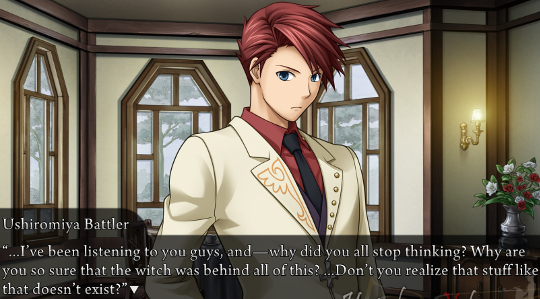 Ushiromiya Battler
“...I've been listening to you guys, and—why did you all stop thinking? Why are
you so sure that the witch was behind all of this? ...Don't you realize that stuff like
that doesn't exist?”▼